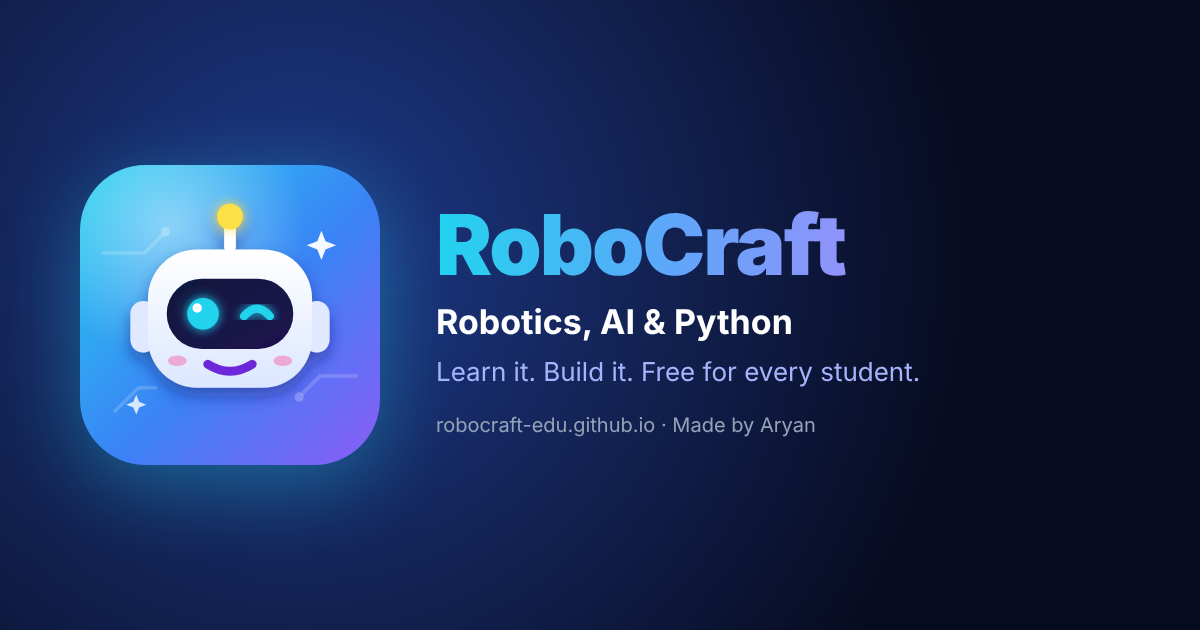 RoboCraft
Robotics, AI & Python
Learn it. Build it. Free for every student.
robocraft-edu.github.io · Made by Aryan